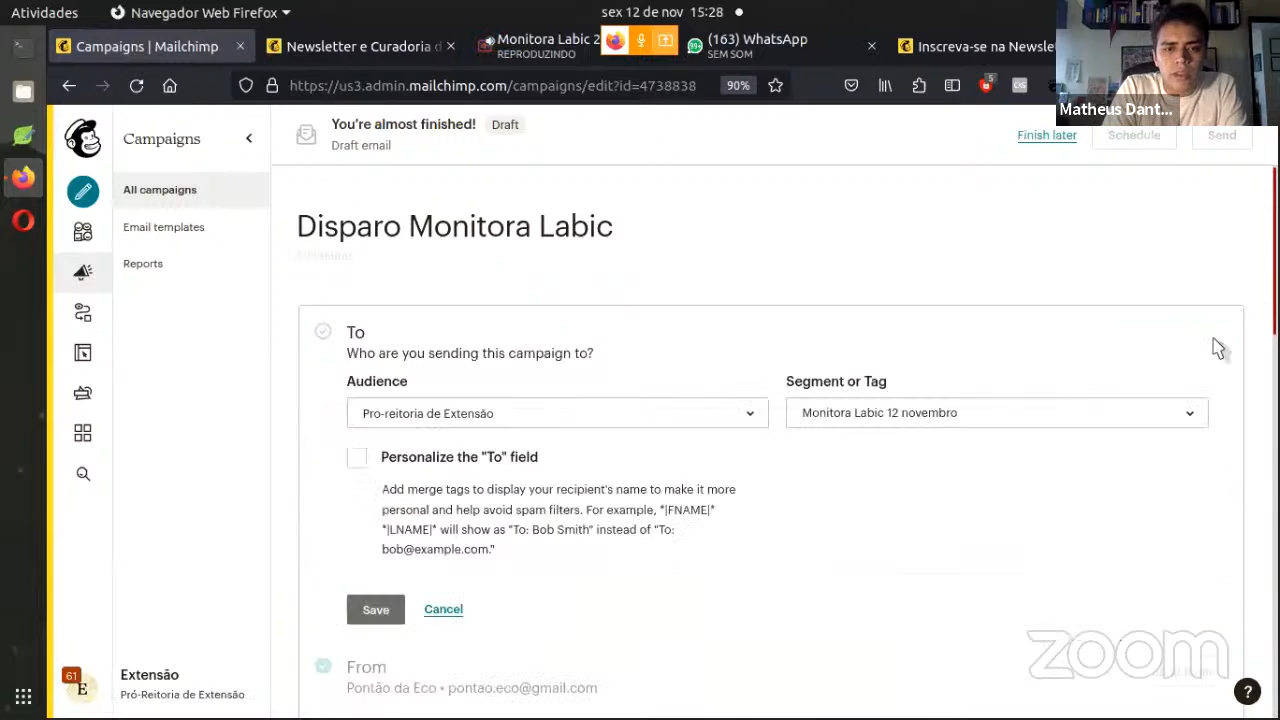 Atividades
Navegador Web Firefox
sex 12 de nov 15:28
Campaigns | Mailchimp
Newsletter e Curadoria d
Monitora Labic 2
REPRODUZINDO
(163) WhatsApp
SEM SOM
Inscreva-se na Newsle
https://us3.admin.mailchimp.com/campaigns/edit?id=4738838
90%
5
Matheus Dant...
Campaigns
You're almost finished!
Draft
Draft email
Finish later
Schedule
Send
All campaigns
Email templates
Reports
Disparo Monitora Labic
To
Who are you sending this campaign to?
Audience
Segment or Tag
Pro-reitoria de Extensão
Monitora Labic 12 novembro
Personalize the "To" field
Add merge tags to display your recipient's name to make it more
personal and help avoid spam filters. For example, *|FNAME|*
*|LNAME|* will show as "To: Bob Smith" instead of "To:
bob@example.com."
Save
Cancel
From
Pontão da Eco • pontao.eco@gmail.com
61
E
Extensão
Pró-Reitoria de Extensão
zoom
?